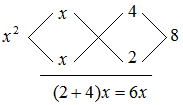 x 4
x² 8
x 2
(2+4)x=6x